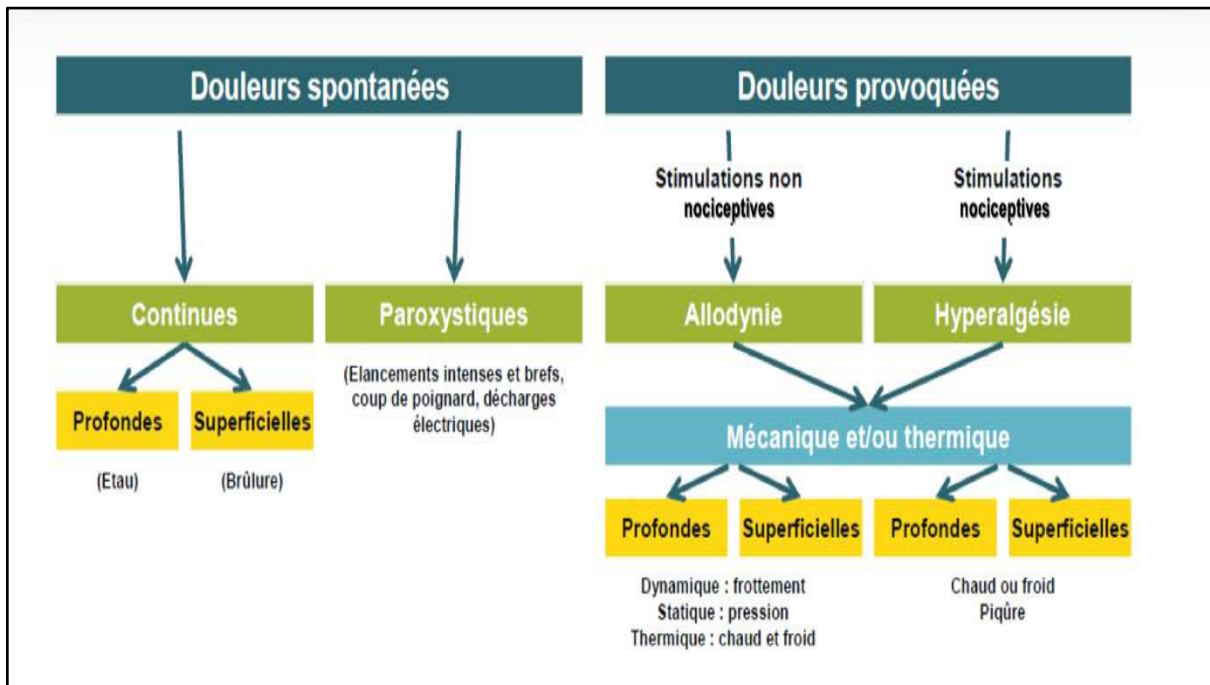 Douleurs spontanées
Douleurs provoquées
Stimulations non
nociceptives
Stimulations
nociceptives
Continues
Paroxystiques
Allodynie
Hyperalgésie
(Elancements intenses et brefs,
coup de poignard, décharges
électriques)
Profondes
Superficielles
(Etau)
(Brûlure)
Mécanique et/ou thermique
Profondes
Superficielles
Profondes
Superficielles
Dynamique : frottement
Statique : pression
Thermique : chaud et froid
Chaud ou froid
Piqûre